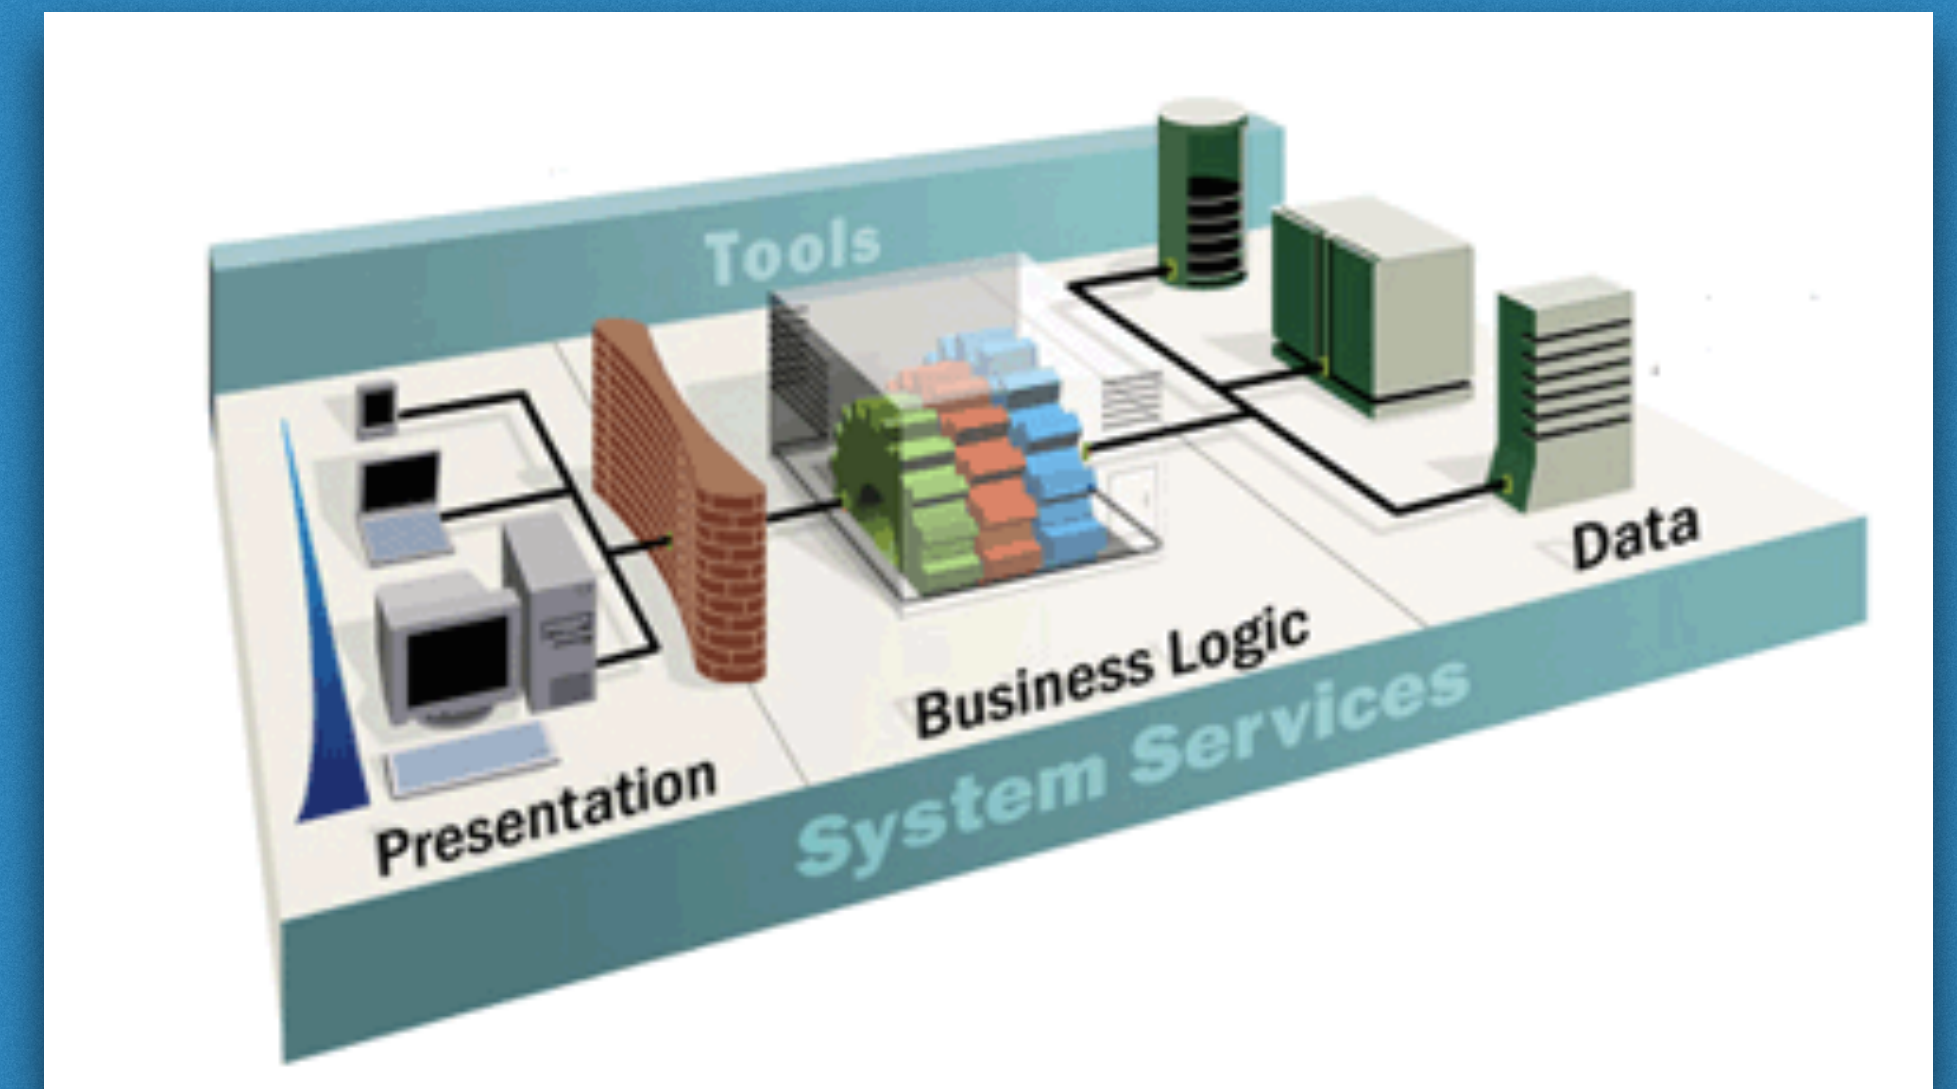 Tools
Data
Business Logic
System Services
Presentation